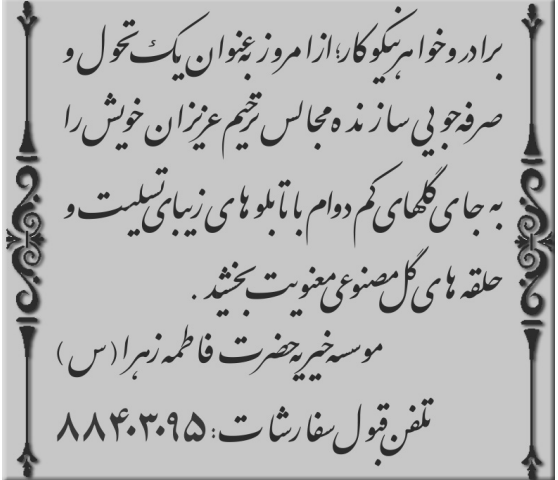 برادر و خواهر نیکوکار؛ از امروز بعنوان یک تحول و
صرفه جویی سازنده مجالس ترحیم عزیزان خویش را
به جای گلهای کم دوام با تابلوهای زیبای تسلیت و
حلقه های گل مصنوعی معنویت بخشید .
موسسه خیریه حضرت فاطمه زهرا (س)
تلفن قبول سفارشات: ۸۸۴۰۳۰۹۵